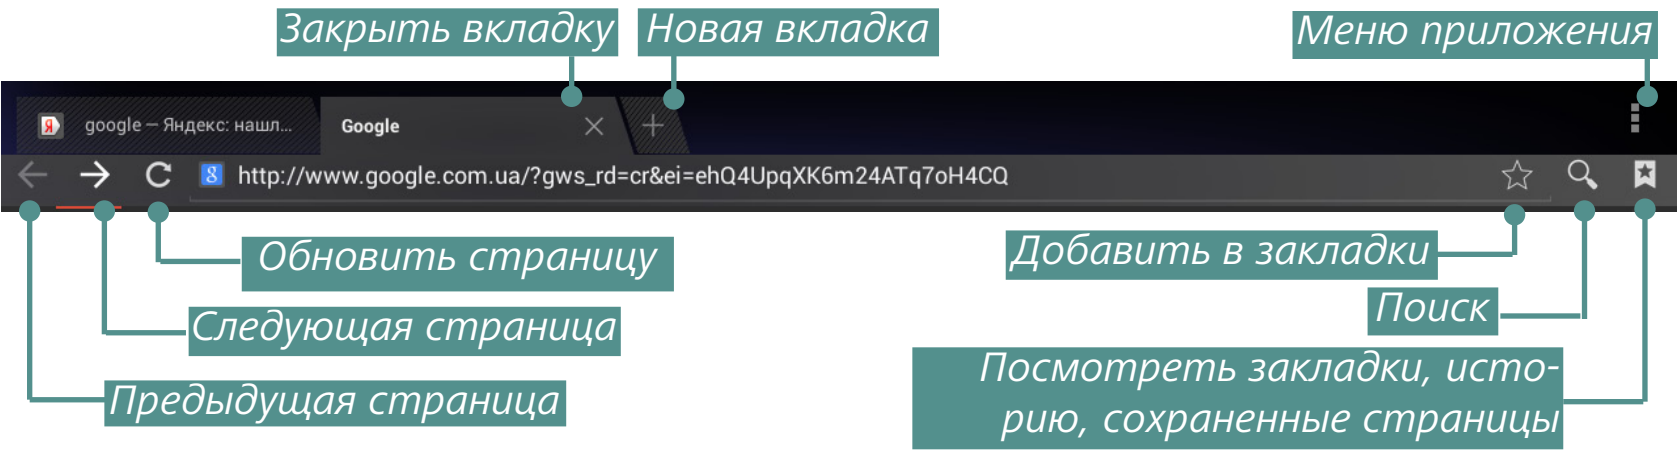 Закрыть вкладку
Новая вкладка
Меню приложения
Я
google — Яндекс: нашл...
Google
8
http://www.google.com.ua/?gws_rd=cr&ei=ehQ4UpqXK6m24ATq7oH4CQ
Обновить страницу
Добавить в закладки
Следующая страница
Поиск
Предыдущая страница
Посмотреть закладки, исто-
рию, сохраненные страницы